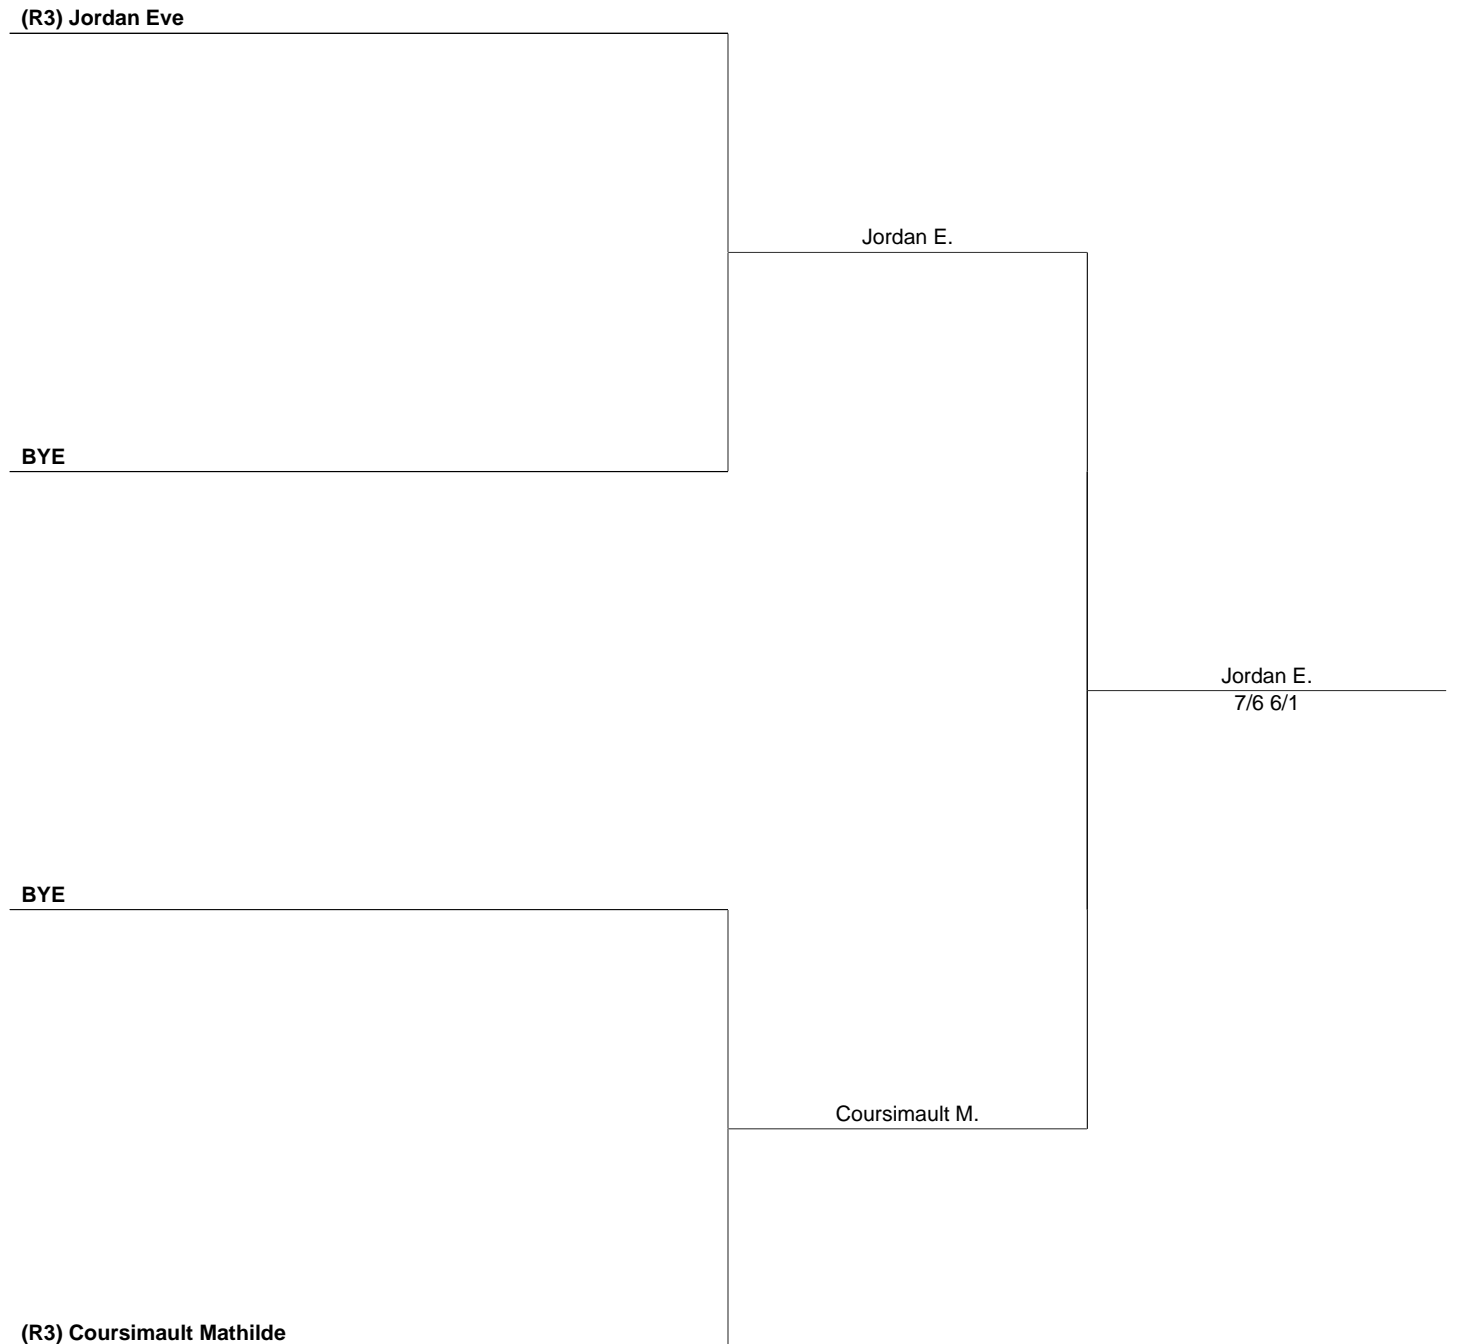 (R3) Jordan Eve
Jordan E.
BYE
Jordan E.
7/6 6/1
BYE
Coursimault M.
(R3) Coursimault Mathilde